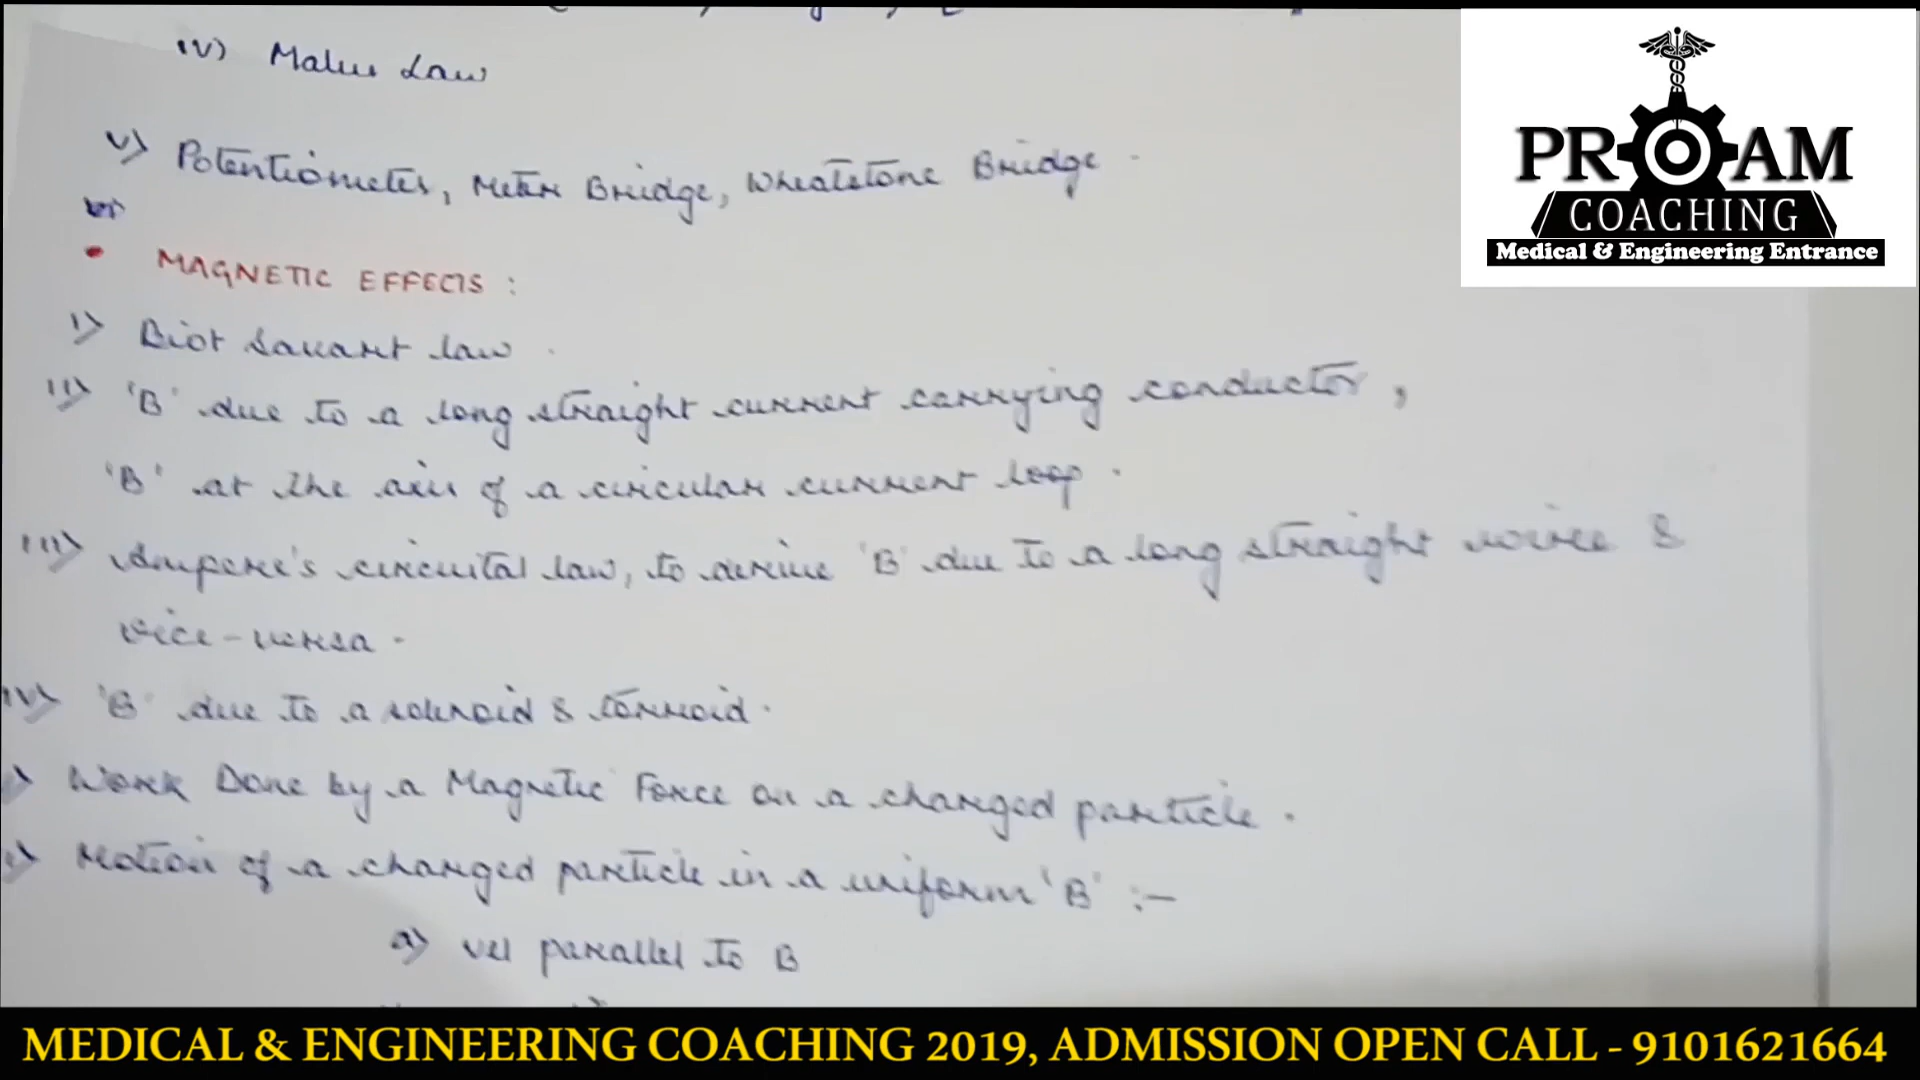 iv) Malus Law
v) Potentiometer, Meter Bridge, Wheatstone Bridge.
• MAGNETIC EFFECTS :
i) Biot Savart law.
ii) 'B' due to a long straight current carrying conductor,
'B' at the axis of a circular current loop.
iii) Ampere's circuital law, to derive 'B' due to a long straight wire &
vice-versa.
iv) 'B' due to a solenoid & torroid.
Work Done by a Magnetic Force on a charged particle.
Motion of a charged particle in a uniform 'B' :-
a) vel parallel to B
PROAM
COACHING
Medical & Engineering Entrance
MEDICAL & ENGINEERING COACHING 2019, ADMISSION OPEN CALL - 9101621664